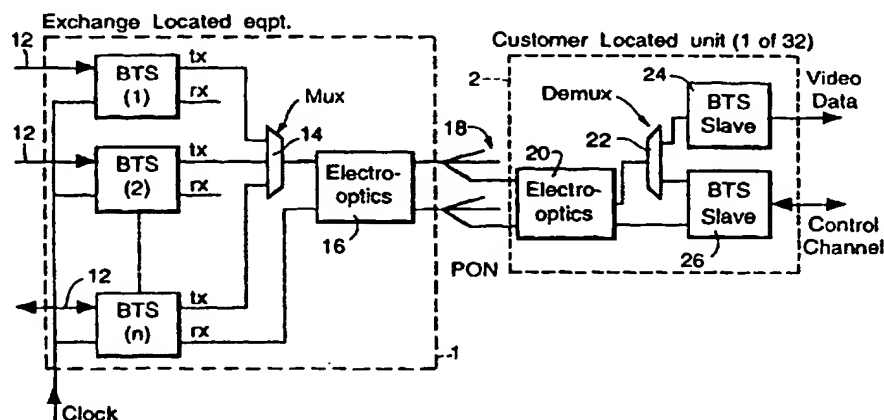 Exchange Located eqpt.
12
BTS
(1)
tx
rx
Mux
14
12
BTS
(2)
tx
rx
Electro-
optics
16
12
BTS
(n)
tx
rx
1
Clock
18
PON
Customer Located unit (1 of 32)
2
Demux
24
BTS
Slave
Video
Data
22
20
Electro-
optics
BTS
Slave
26
Control
Channel